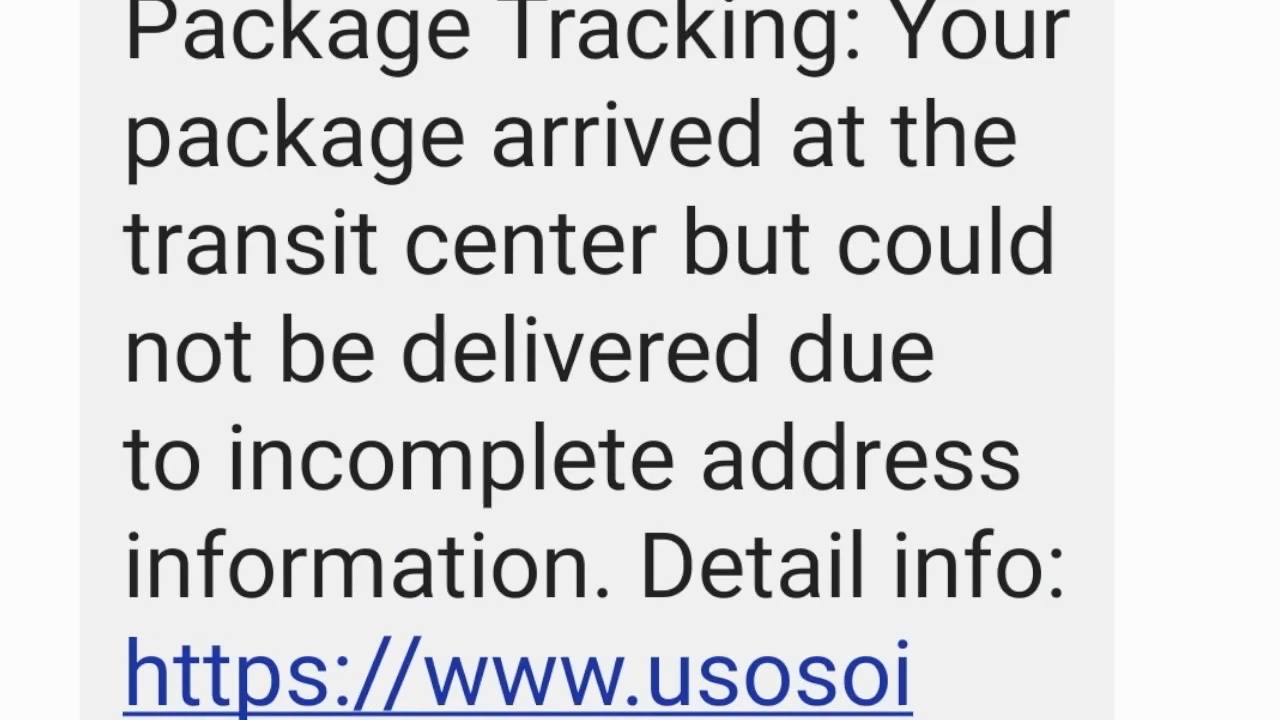 Package Tracking: Your
package arrived at the
transit center but could
not be delivered due
to incomplete address
information. Detail info:
https://www.usosoi